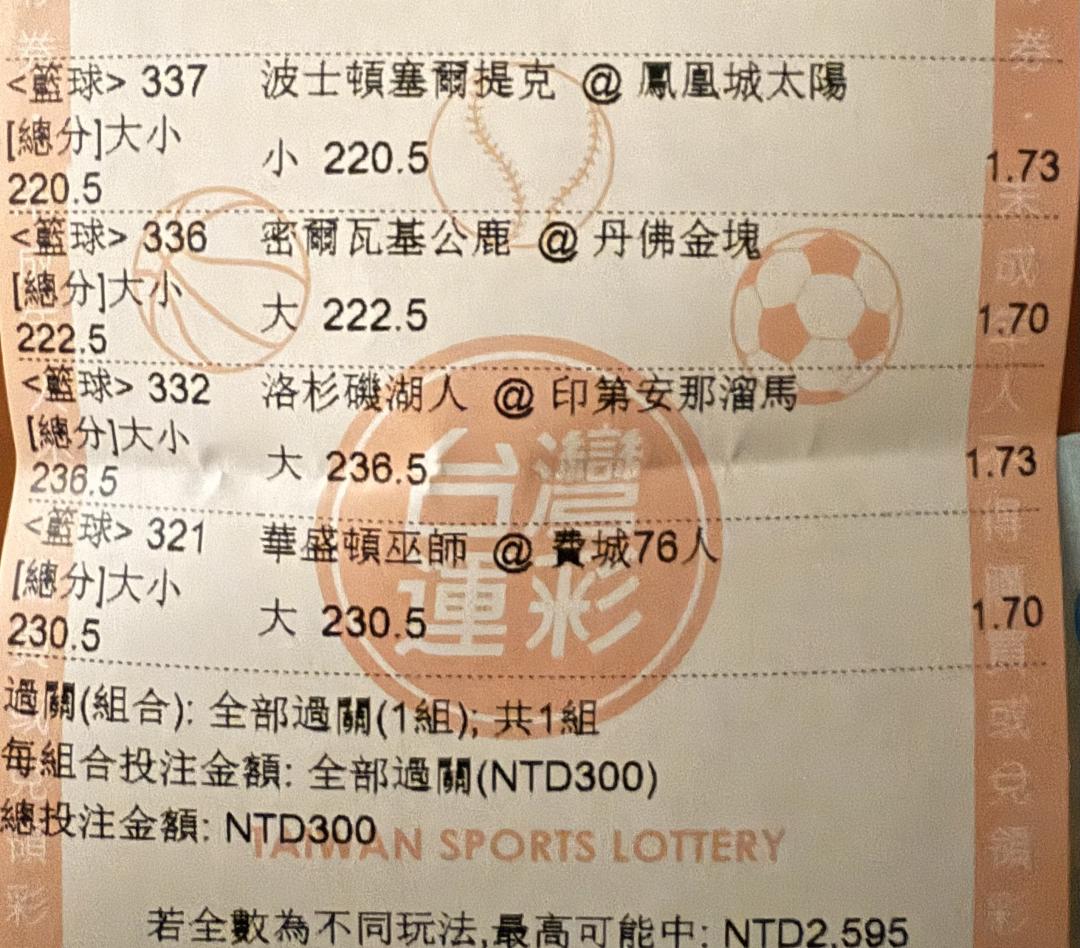 <籃球> 337 波士頓塞爾提克 @ 鳳凰城太陽
[總分]大小 小 220.5 1.73
220.5
<籃球> 336 密爾瓦基公鹿 @ 丹佛金塊
[總分]大小 大 222.5 1.70
222.5
<籃球> 332 洛杉磯湖人 @ 印第安那溜馬
[總分]大小 大 236.5 1.73
236.5
<籃球> 321 華盛頓巫師 @ 費城76人
[總分]大小 大 230.5 1.70
230.5
台灣
運彩
過關(組合): 全部過關(1組); 共1組
每組合投注金額: 全部過關(NTD300)
總投注金額: NTD300
TAIWAN SPORTS LOTTERY
若全數為不同玩法,最高可能中: NTD2,595